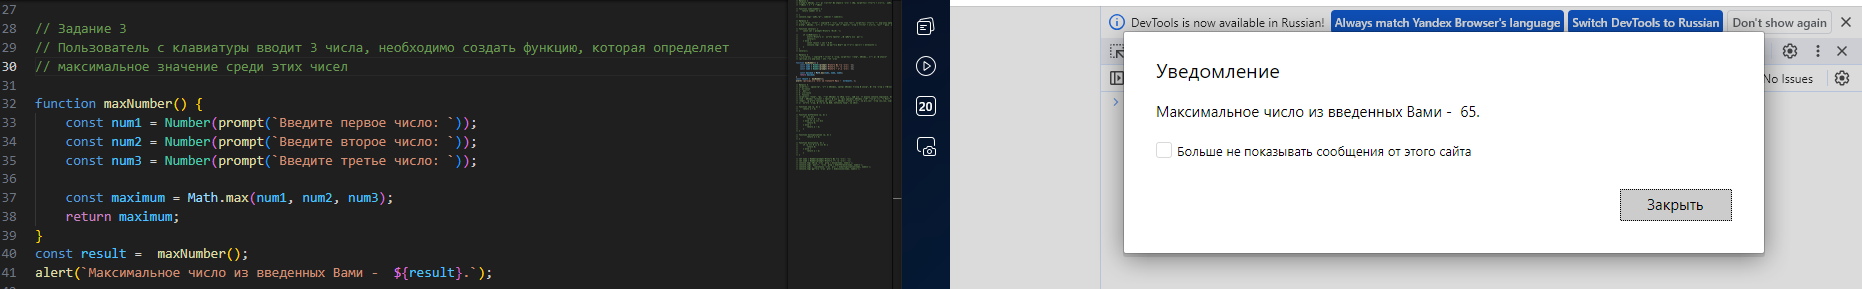 27
28 // Задание 3
29 // Пользователь с клавиатуры вводит 3 числа, необходимо создать функцию, которая определяет
30 // максимальное значение среди этих чисел
31
32 function maxNumber() {
33     const num1 = Number(prompt(`Введите первое число: `));
34     const num2 = Number(prompt(`Введите второе число: `));
35     const num3 = Number(prompt(`Введите третье число: `));
36
37     const maximum = Math.max(num1, num2, num3);
38     return maximum;
39 }
40 const result =  maxNumber();
41 alert(`Максимальное число из введенных Вами -  ${result}.`);
20
DevTools is now available in Russian! Always match Yandex Browser's language Switch DevTools to Russian Don't show again
No Issues
Уведомление
Максимальное число из введенных Вами -  65.
Больше не показывать сообщения от этого сайта
Закрыть